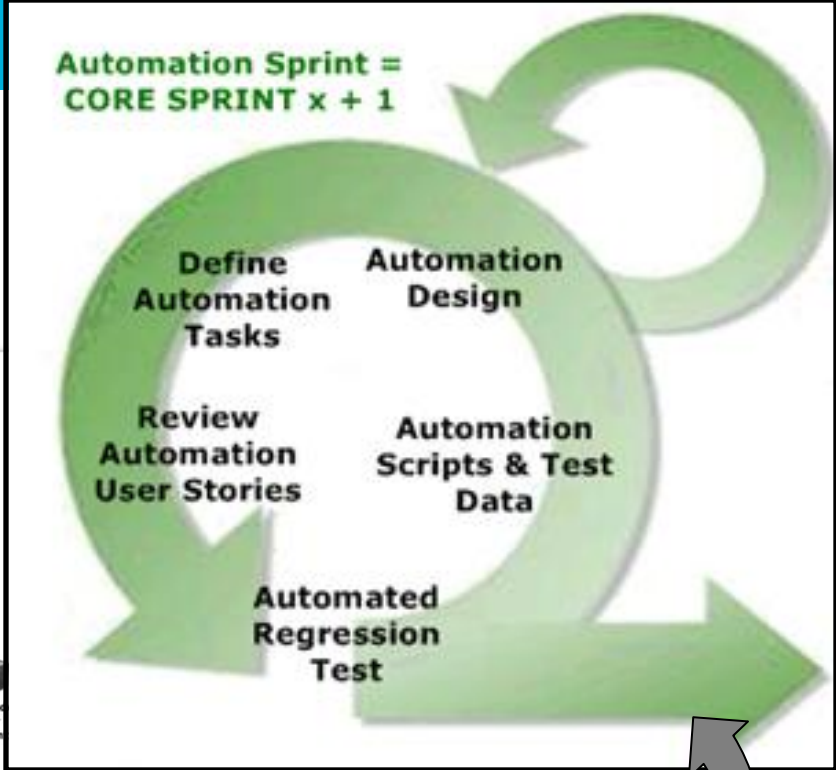 Automation Sprint =
CORE SPRINT x + 1
Define
Automation
Tasks
Automation
Design
Review
Automation
User Stories
Automation
Scripts & Test
Data
Automated
Regression
Test